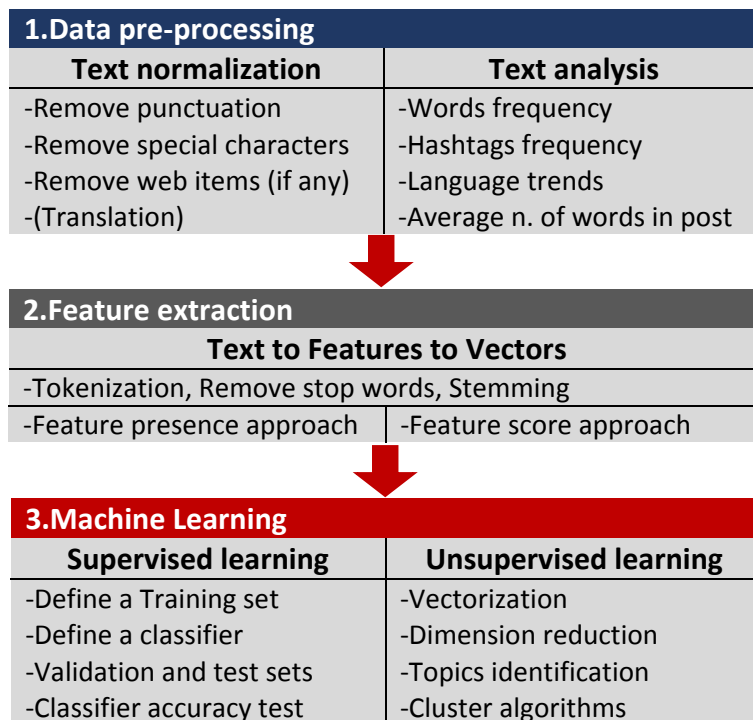 1.Data pre-processing
Text normalization
-Remove punctuation
-Remove special characters
-Remove web items (if any)
-(Translation)
Text analysis
-Words frequency
-Hashtags frequency
-Language trends
-Average n. of words in post
2.Feature extraction
Text to Features to Vectors
-Tokenization, Remove stop words, Stemming
-Feature presence approach
-Feature score approach
3.Machine Learning
Supervised learning
-Define a Training set
-Define a classifier
-Validation and test sets
-Classifier accuracy test
Unsupervised learning
-Vectorization
-Dimension reduction
-Topics identification
-Cluster algorithms